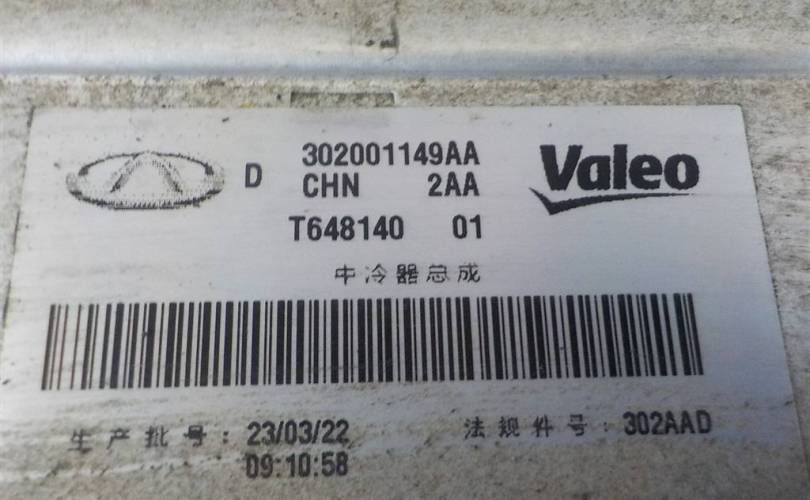 D 302001149AA
CHN 2AA
Valeo
T648140 01
中冷器总成
生产批号: 23/03/22
09:10:58
法规件号: 302AAD